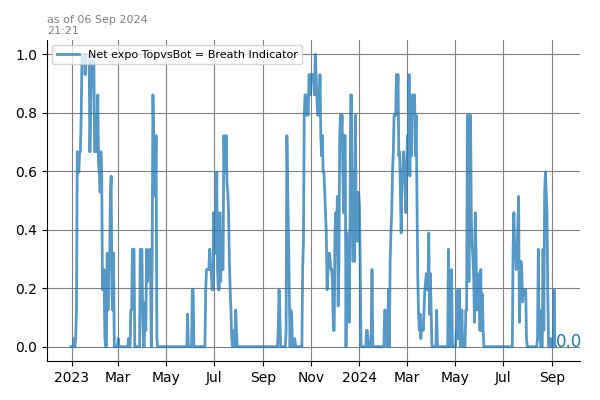 as of 06 Sep 2024
21:21
Net expo TopvsBot = Breath Indicator
1.0
0.8
0.6
0.4
0.2
0.0
0.0
2023 Mar May Jul Sep Nov 2024 Mar May Jul Sep